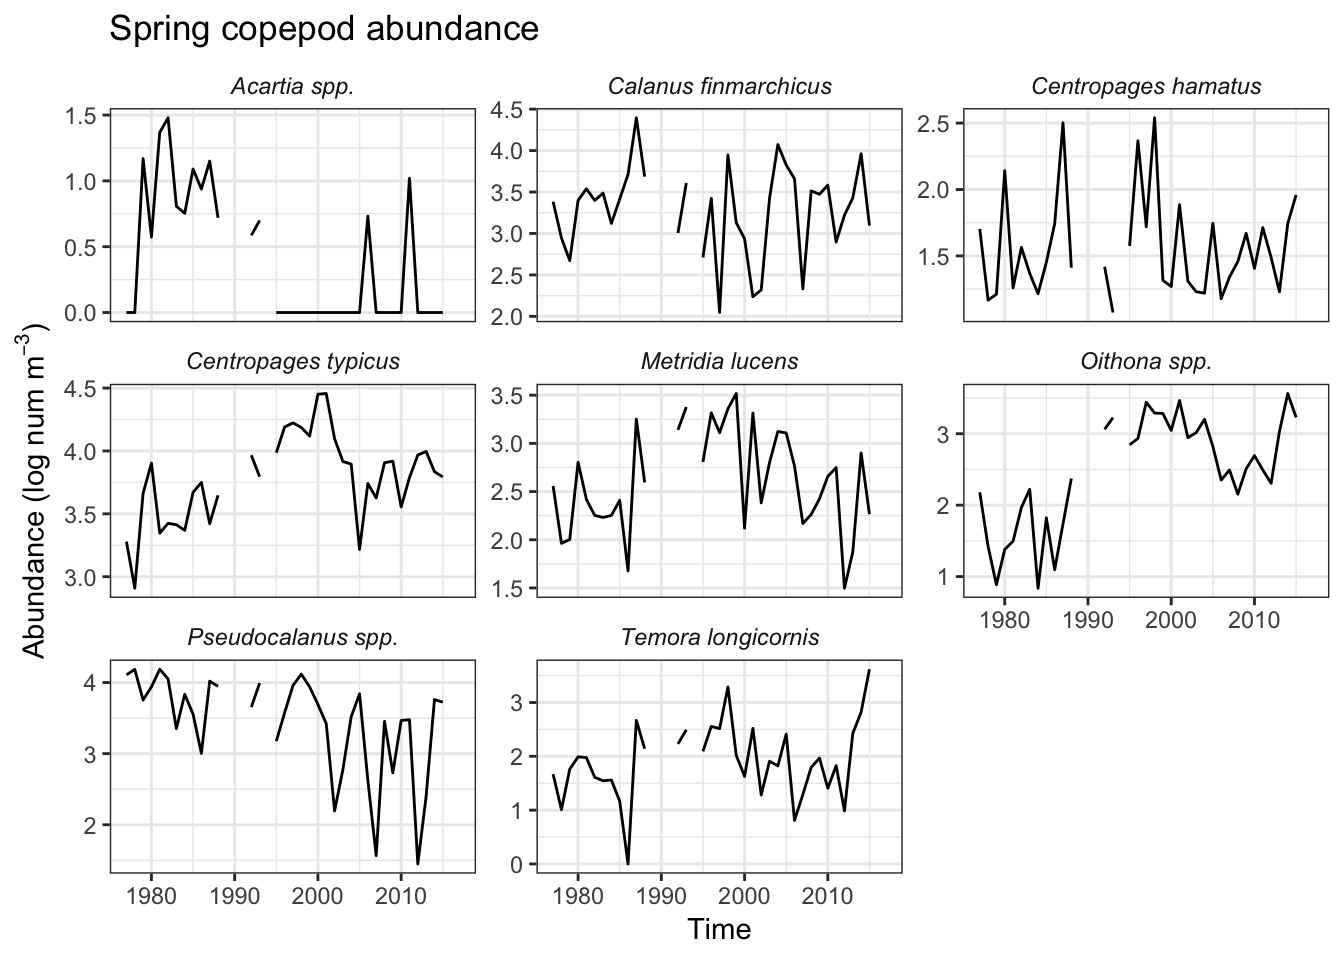 Spring copepod abundance
Acartia spp.
Calanus finmarchicus
Centropages hamatus
1.5
1.0
0.5
0.0
4.5
4.0
3.5
3.0
2.5
2.0
2.5
2.0
1.5
Centropages typicus
Metridia lucens
Oithona spp.
4.5
4.0
3.5
3.0
3.5
3.0
2.5
2.0
1.5
3
2
1
1980 1990 2000 2010
Pseudocalanus spp.
Temora longicornis
4
3
2
3
2
1
0
1980 1990 2000 2010
1980 1990 2000 2010
Time
Abundance (log num m⁻³)